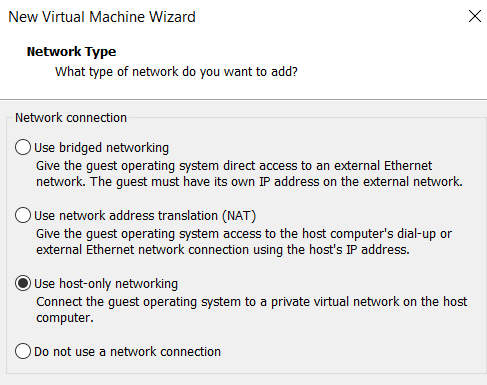 New Virtual Machine Wizard
Network Type
What type of network do you want to add?
Network connection
Use bridged networking
Give the guest operating system direct access to an external Ethernet
network. The guest must have its own IP address on the external network.
Use network address translation (NAT)
Give the guest operating system access to the host computer's dial-up or
external Ethernet network connection using the host's IP address.
Use host-only networking
Connect the guest operating system to a private virtual network on the host
computer.
Do not use a network connection